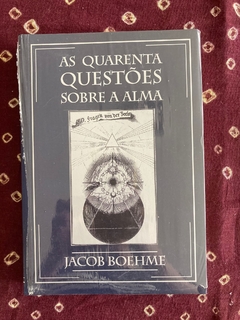 AS QUARENTA
QUESTÕES
SOBRE A ALMA
JACOB BOEHME